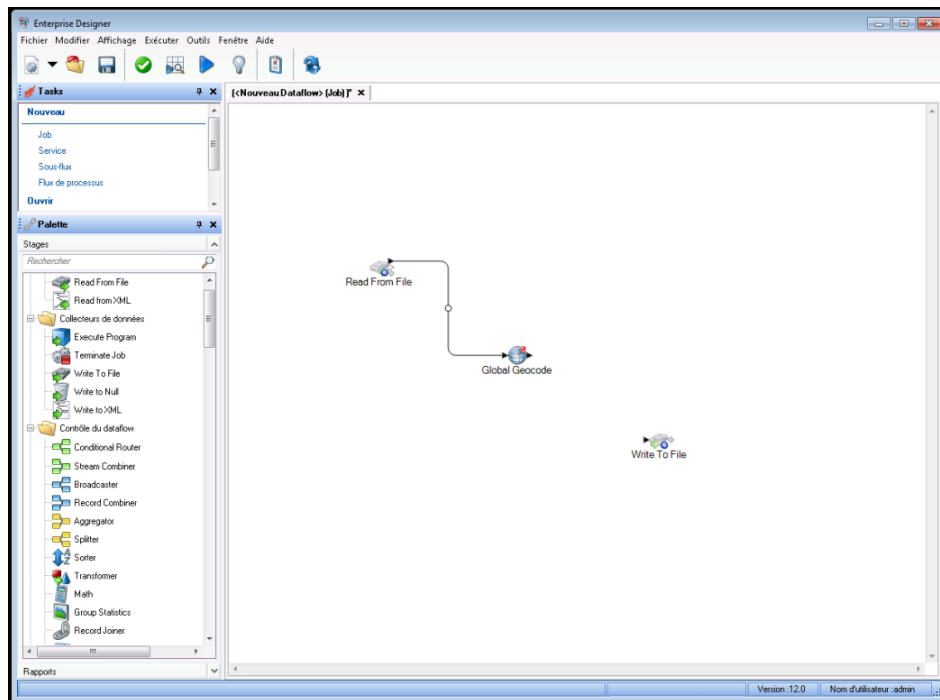 Enterprise Designer
Fichier Modifier Affichage Exécuter Outils Fenêtre Aide
Tasks
Nouveau
Job
Service
Sous-flux
Flux de processus
Ouvrir
Palette
Stages
Rechercher
Read From File
Read from XML
Collecteurs de données
Execute Program
Terminate Job
Write To File
Write to Null
Write to XML
Contrôle du dataflow
Conditional Router
Stream Combiner
Broadcaster
Record Combiner
Aggregator
Splitter
Sorter
Transformer
Math
Group Statistics
Record Joiner
Rapports
[<Nouveau Dataflow> (Job)]*
Read From File
Global Geocode
Write To File
Version :12.0 Nom d'utilisateur :admin